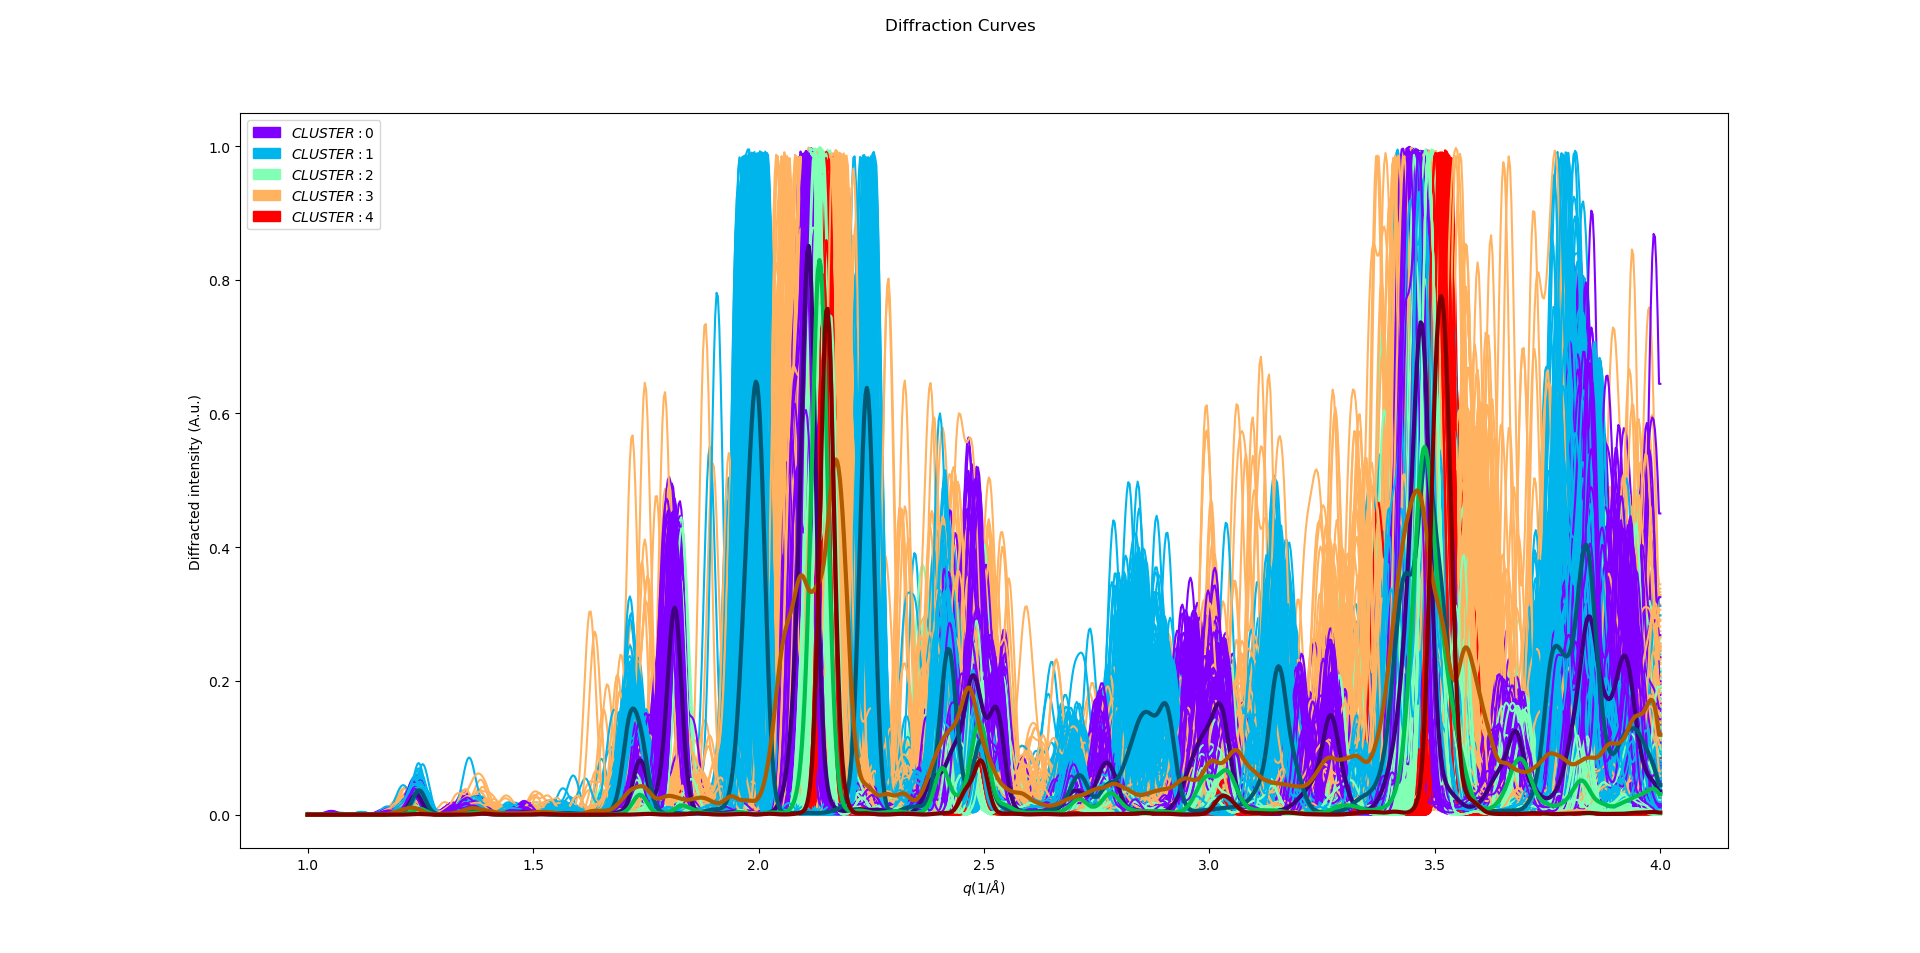 Diffraction Curves
CLUSTER : 0
CLUSTER : 1
CLUSTER : 2
CLUSTER : 3
CLUSTER : 4
1.0
0.8
0.6
0.4
0.2
0.0
Diffracted intensity (A.u.)
1.0 1.5 2.0 2.5 3.0 3.5 4.0
q(1/Å)